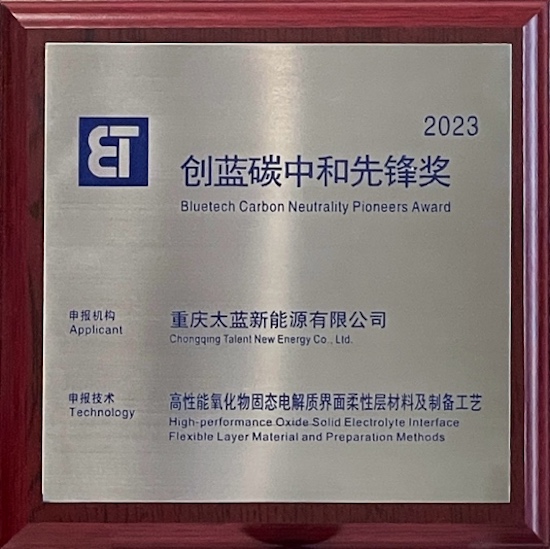 2023
ET
创蓝碳中和先锋奖
Bluetech Carbon Neutrality Pioneers Award
申报机构
Applicant
重庆太蓝新能源有限公司
Chongqing Talent New Energy Co., Ltd.
申报技术
Technology
高性能氧化物固态电解质界面柔性层材料及制备工艺
High-performance Oxide Solid Electrolyte Interface
Flexible Layer Material and Preparation Methods